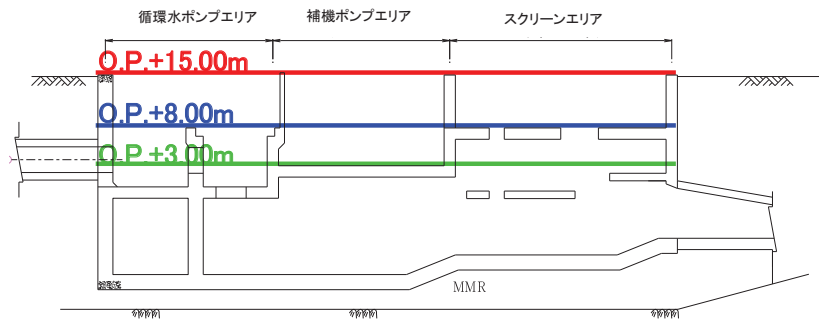 循環水ポンプエリア
補機ポンプエリア
スクリーンエリア
O.P.+15.00m
O.P.+8.00m
O.P.+3.00m
MMR